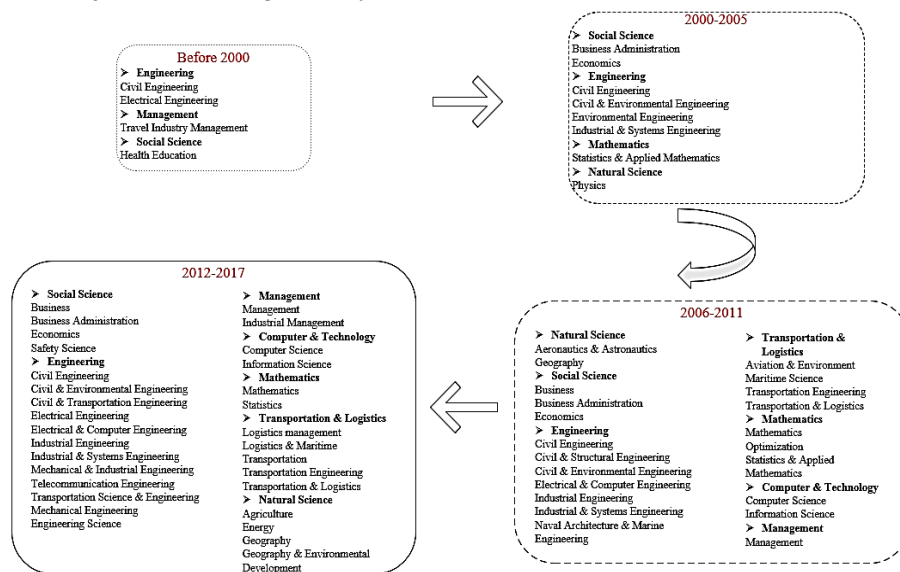 Before 2000
➢ Engineering
Civil Engineering
Electrical Engineering
➢ Management
Travel Industry Management
➢ Social Science
Health Education
2000-2005
➢ Social Science
Business Administration
Economics
➢ Engineering
Civil Engineering
Civil & Environmental Engineering
Environmental Engineering
Industrial & Systems Engineering
➢ Mathematics
Statistics & Applied Mathematics
➢ Natural Science
Physics
2006-2011
➢ Natural Science
Aeronautics & Astronautics
Geography
➢ Social Science
Business
Business Administration
Economics
➢ Engineering
Civil Engineering
Civil & Structural Engineering
Civil & Environmental Engineering
Electrical & Computer Engineering
Industrial Engineering
Industrial & Systems Engineering
Naval Architecture & Marine
Engineering
➢ Transportation &
Logistics
Aviation & Environment
Maritime Science
Transportation Engineering
Transportation & Logistics
➢ Mathematics
Mathematics
Optimization
Statistics & Applied
Mathematics
➢ Computer & Technology
Computer Science
Information Science
➢ Management
Management
2012-2017
➢ Social Science
Business
Business Administration
Economics
Safety Science
➢ Engineering
Civil Engineering
Civil & Environmental Engineering
Civil & Transportation Engineering
Electrical Engineering
Electrical & Computer Engineering
Industrial Engineering
Industrial & Systems Engineering
Mechanical & Industrial Engineering
Telecommunication Engineering
Transportation Science & Engineering
Mechanical Engineering
Engineering Science
➢ Management
Management
Industrial Management
➢ Computer & Technology
Computer Science
Information Science
➢ Mathematics
Mathematics
Statistics
➢ Transportation & Logistics
Logistics management
Logistics & Maritime
Transportation
Transportation Engineering
Transportation & Logistics
➢ Natural Science
Agriculture
Energy
Geography
Geography & Environmental
Development